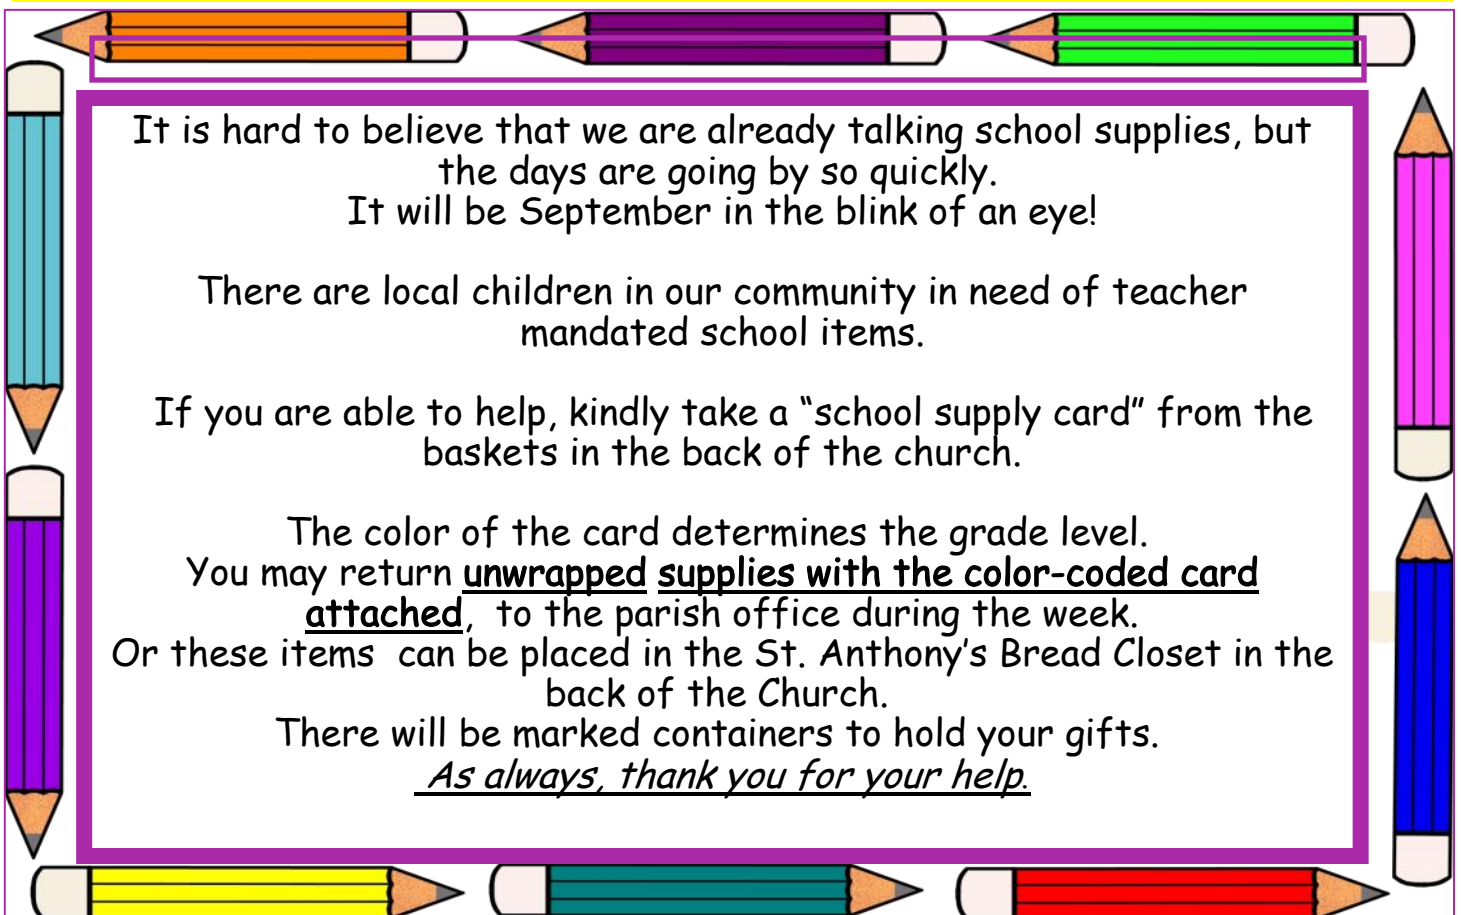 It is hard to believe that we are already talking school supplies, but
the days are going by so quickly.
It will be September in the blink of an eye!
There are local children in our community in need of teacher
mandated school items.
If you are able to help, kindly take a “school supply card” from the
baskets in the back of the church.
The color of the card determines the grade level.
You may return unwrapped supplies with the color-coded card
attached, to the parish office during the week.
Or these items can be placed in the St. Anthony’s Bread Closet in the
back of the Church.
There will be marked containers to hold your gifts.
As always, thank you for your help.